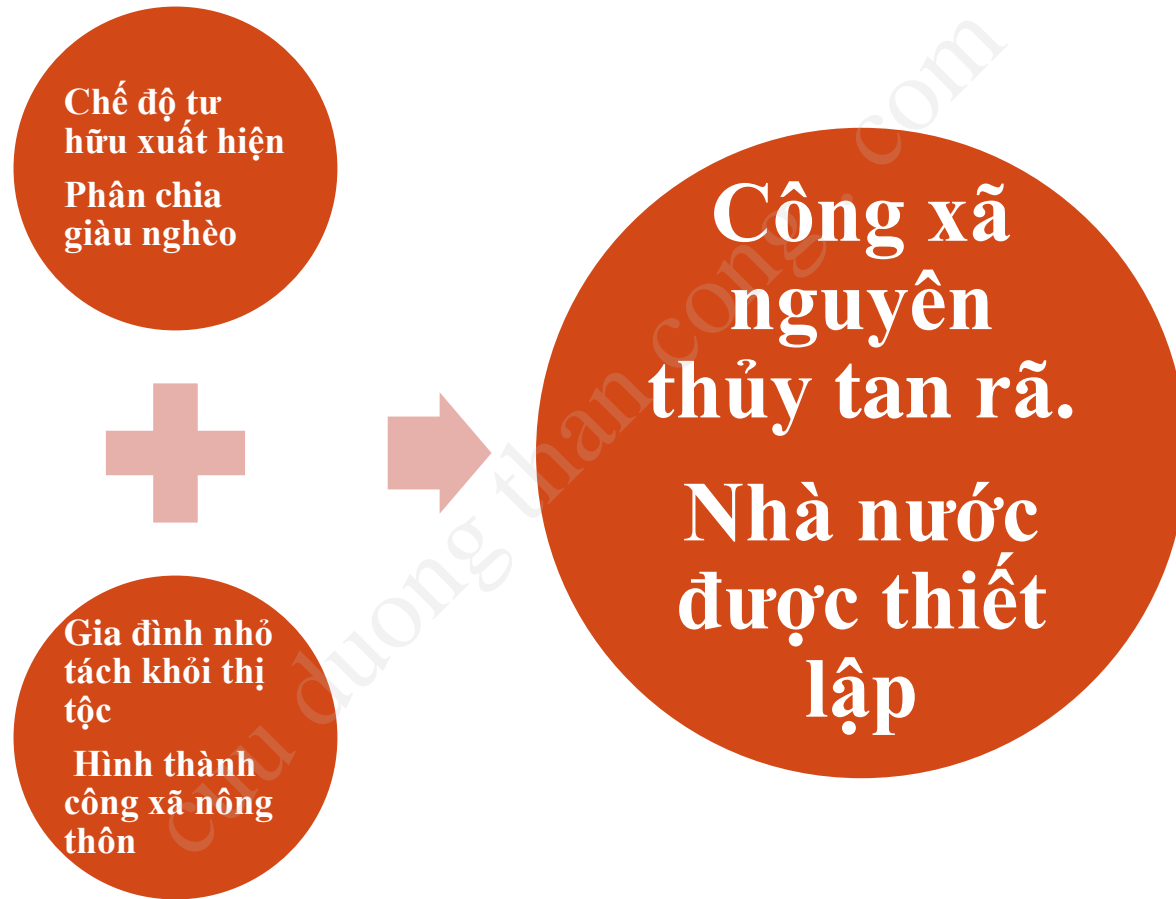 Chế độ tư
hữu xuất hiện
Phân chia
giàu nghèo
Gia đình nhỏ
tách khỏi thị
tộc
Hình thành
công xã nông
thôn
Công xã
nguyên
thủy tan rã.
Nhà nước
được thiết
lập
cuu duong than cong . com